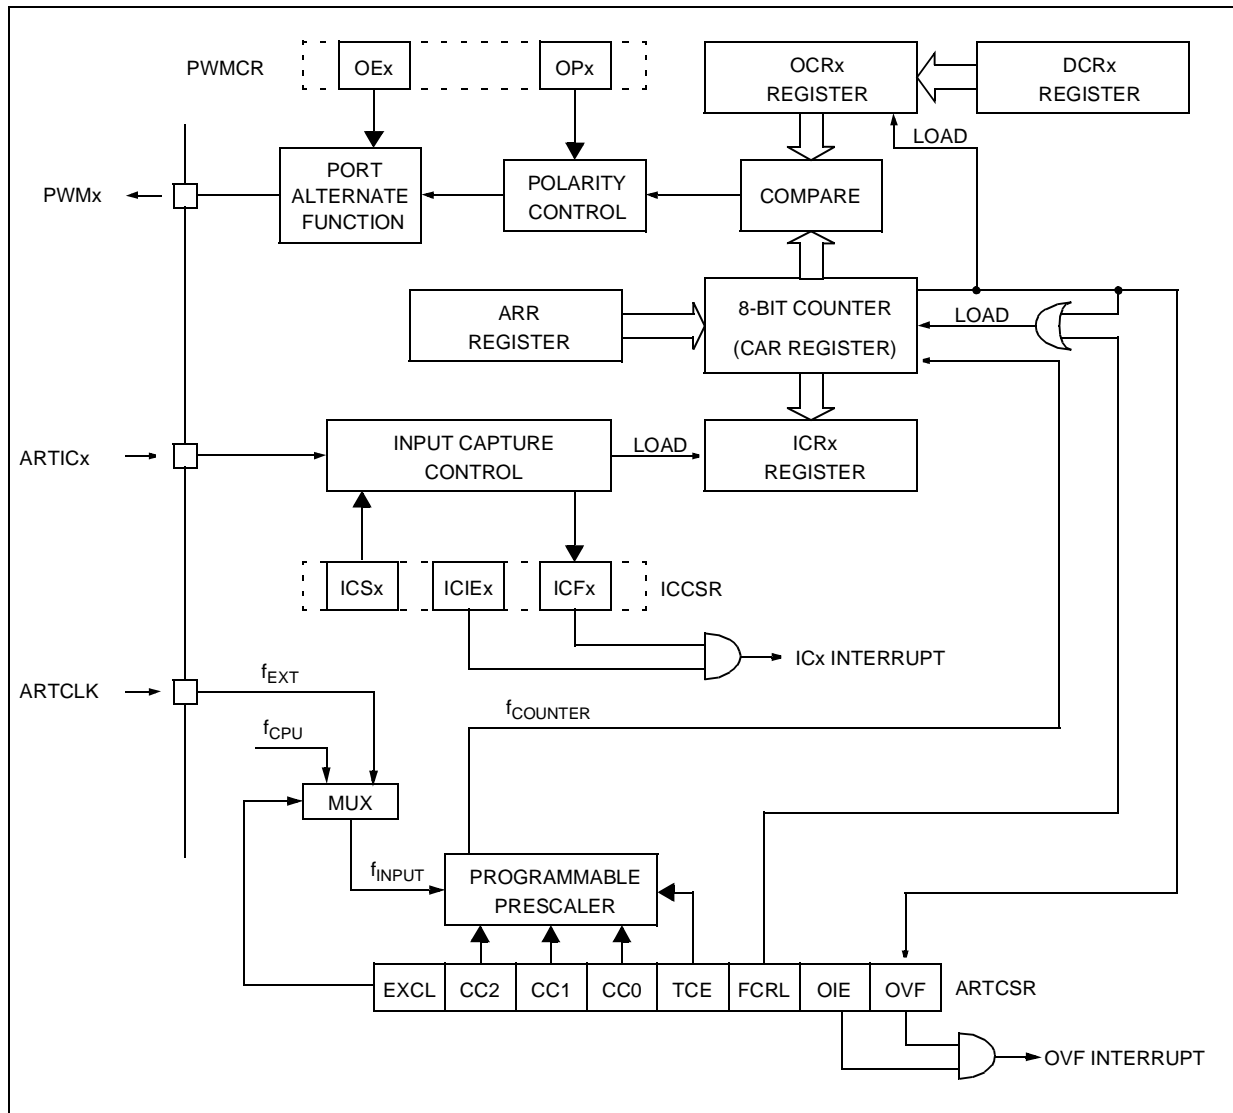 PWMCR
OEx
OPx
OCRx
REGISTER
DCRx
REGISTER
LOAD
PWMx
PORT
ALTERNATE
FUNCTION
POLARITY
CONTROL
COMPARE
ARR
REGISTER
8-BIT COUNTER
(CAR REGISTER)
LOAD
ARTICx
INPUT CAPTURE
CONTROL
LOAD
ICRx
REGISTER
ICSx
ICIEx
ICFx
ICCSR
ICx INTERRUPT
ARTCLK
fEXT
fCPU
fCOUNTER
MUX
fINPUT
PROGRAMMABLE
PRESCALER
EXCL
CC2
CC1
CC0
TCE
FCRL
OIE
OVF
ARTCSR
OVF INTERRUPT